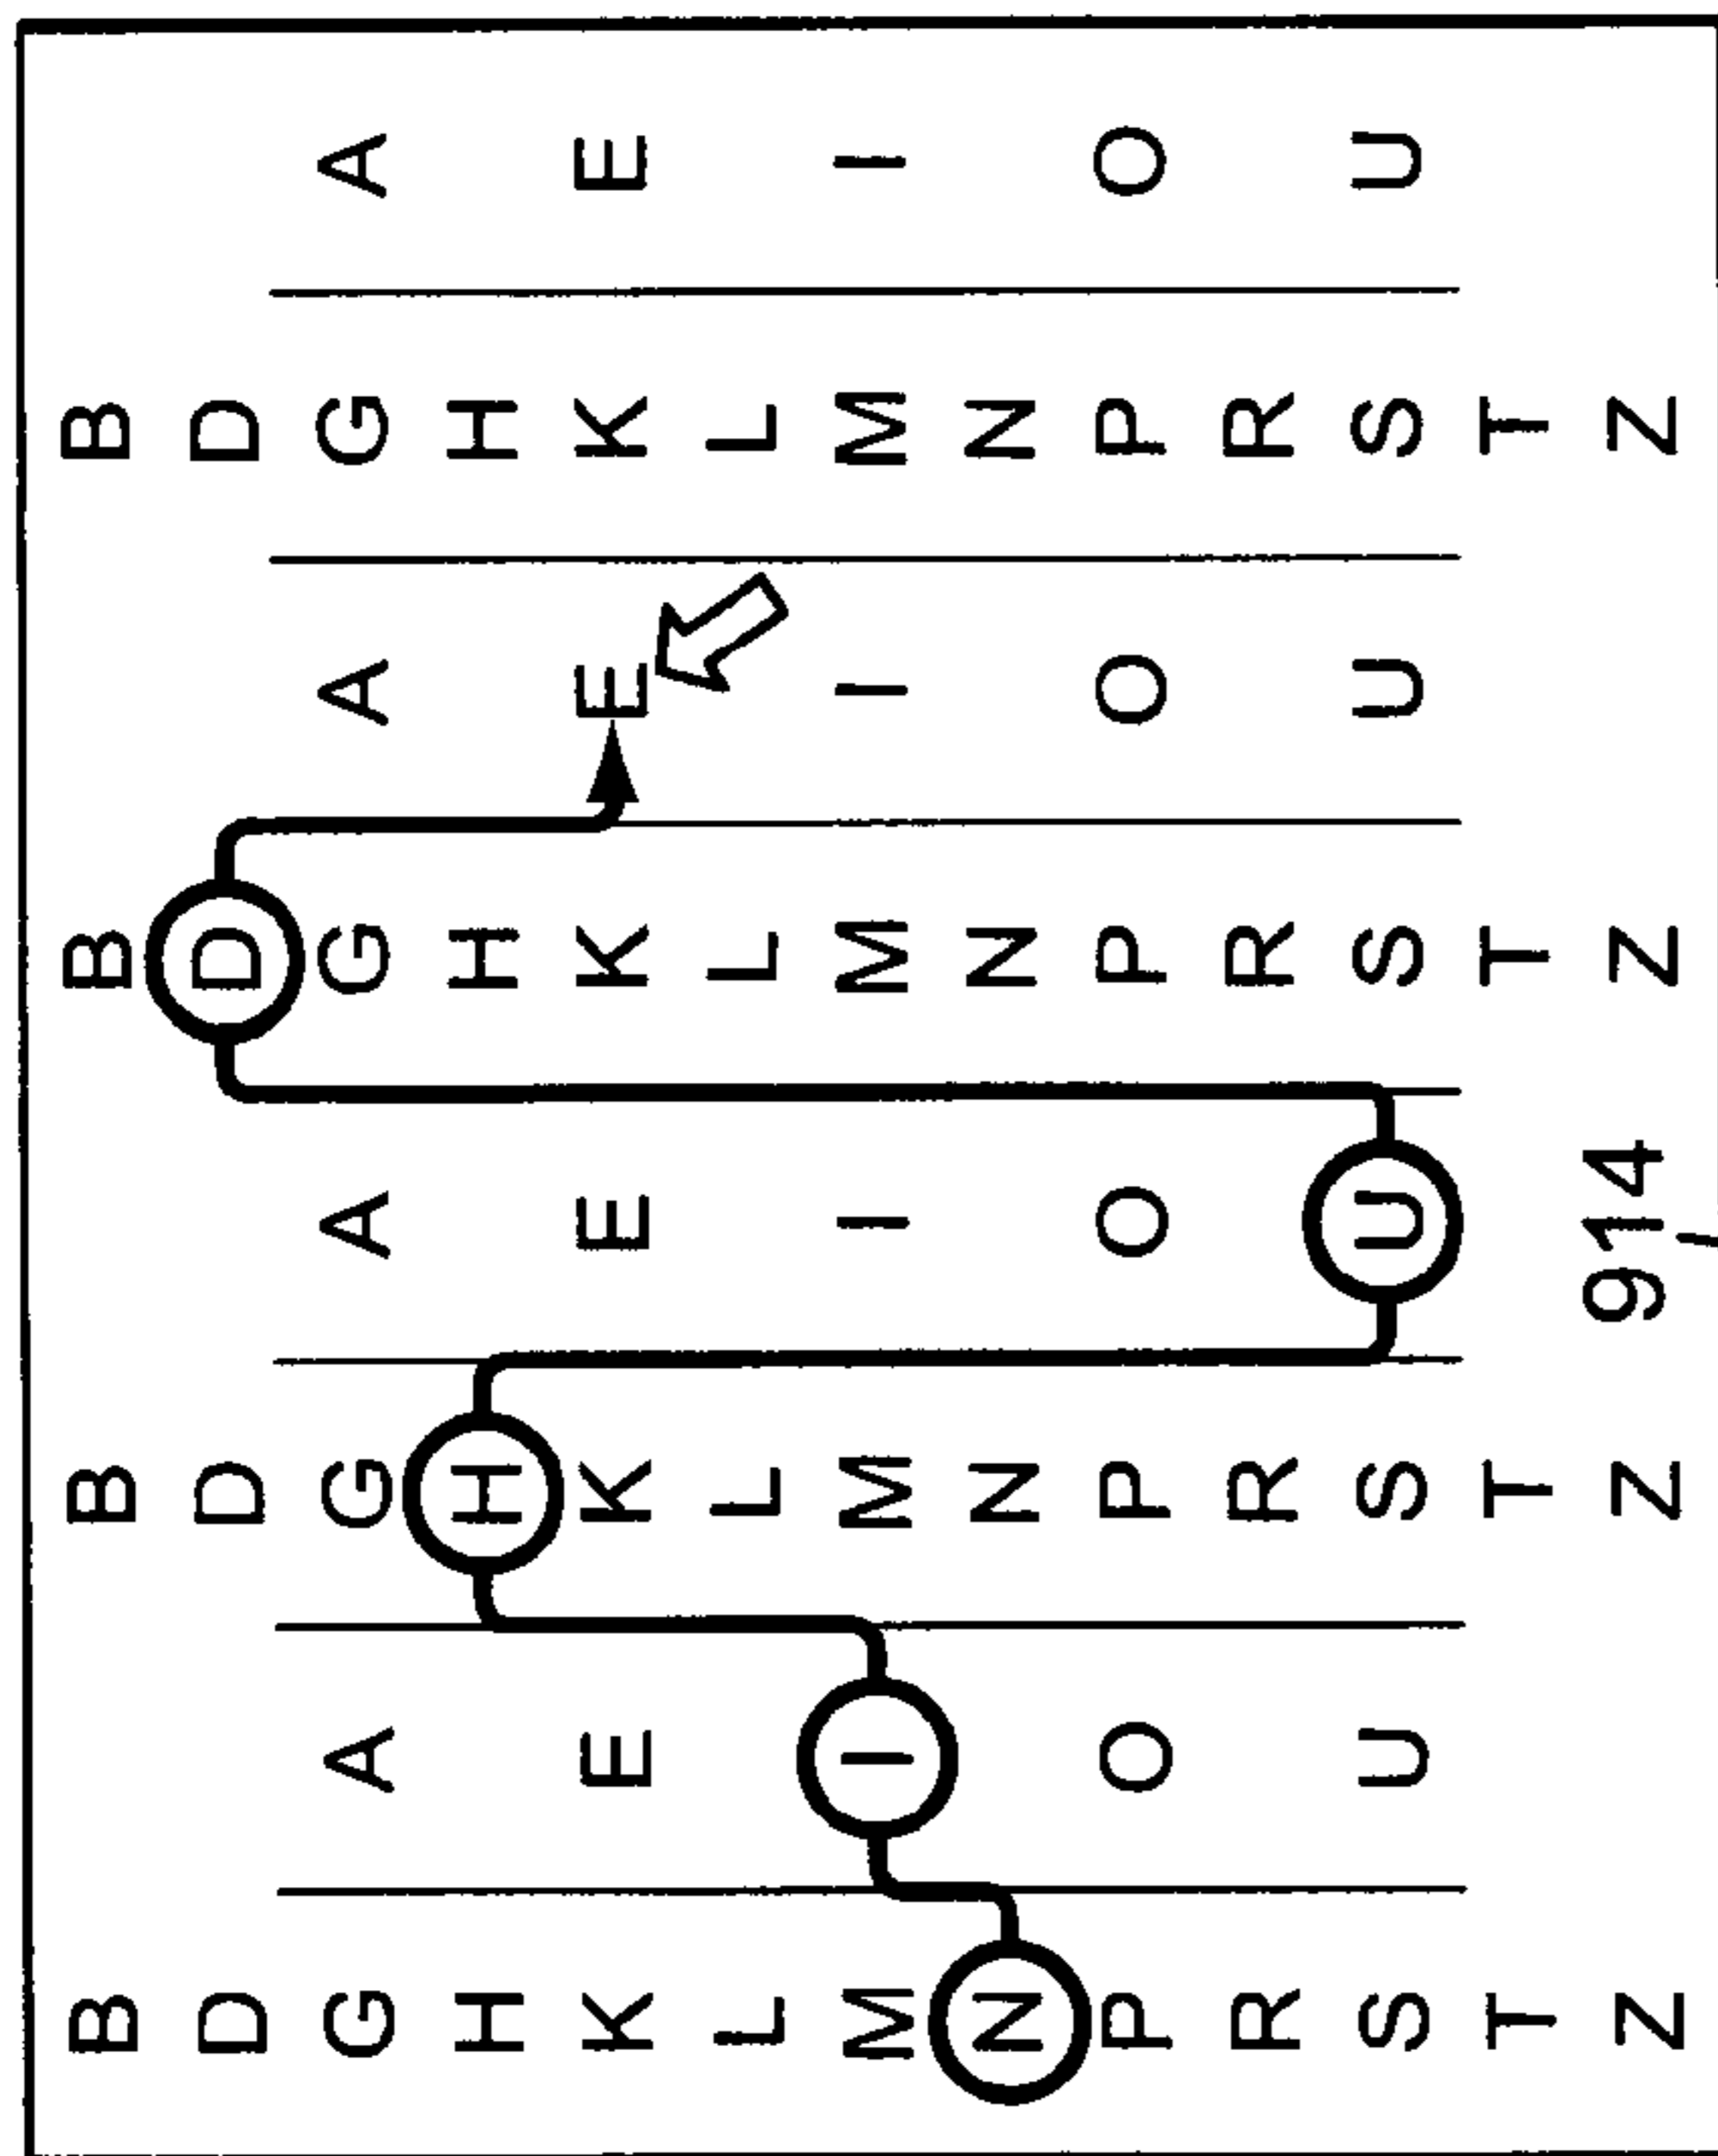 B B B B
D D D D
G A G A G A G A
H H H H
K E K E K E K E
L L L L
M I M I M I M I
N N N N
P O P O P O P O
R R R R
S U S U S U S U
T T T T
Z Z 914 Z Z